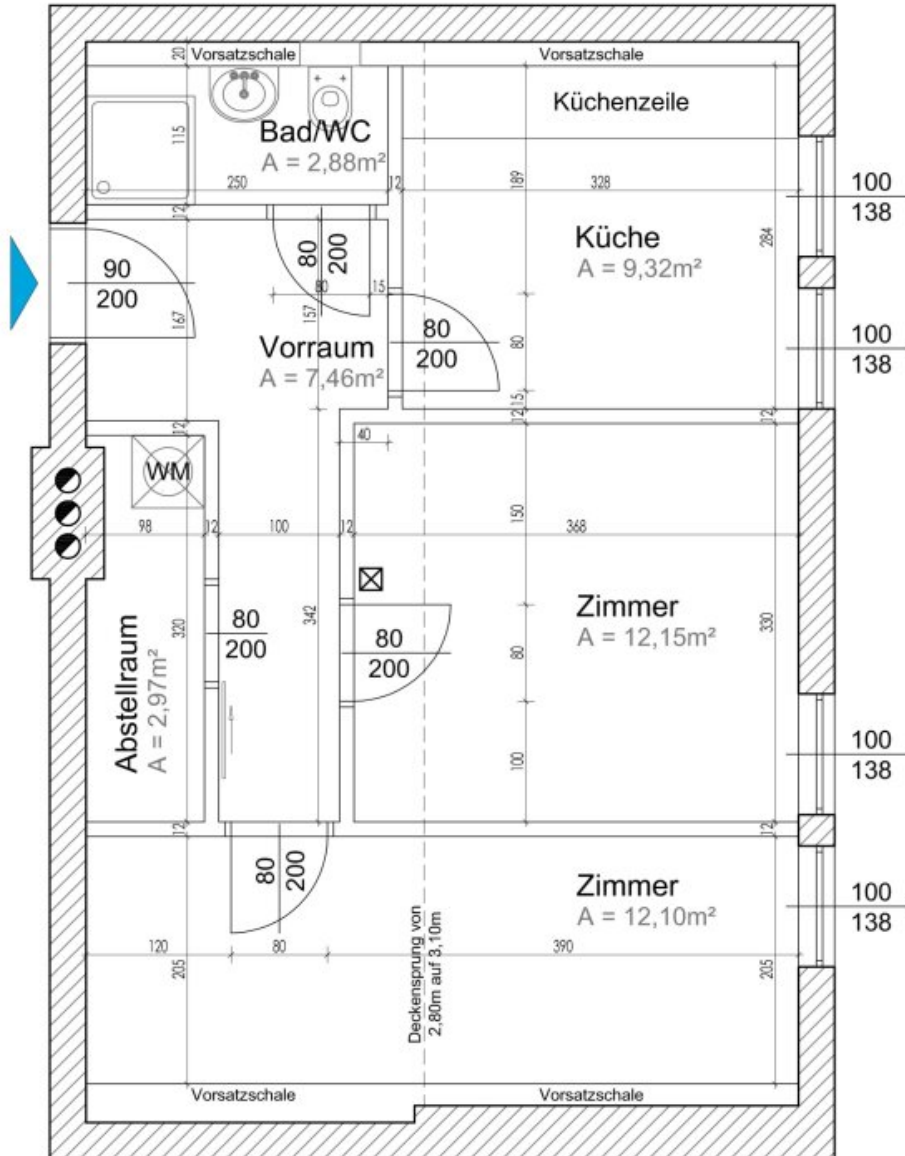 Vorsatzschale
Vorsatzschale
20
Küchenzeile
Bad/WC
A = 2,88m²
115
250
12
189
328
100
138
12
Küche
A = 9,32m²
284
90
200
80
200
80
15
167
157
Vorraum
A = 7,46m²
80
200
80
100
138
15
12
12
12
40
WM
150
98
12
100
12
368
Zimmer
A = 12,15m²
320
80
200
342
80
200
80
330
Abstellraum
A = 2,97m²
100
100
138
12
12
80
200
Zimmer
A = 12,10m²
100
138
Deckensprung von
2,80m auf 3,10m
120
80
390
205
205
Vorsatzschale
Vorsatzschale